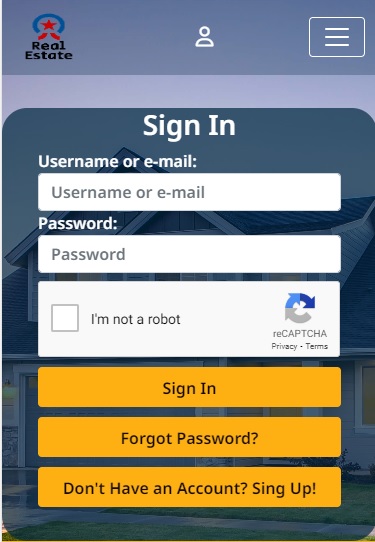 Real
Estate
Sign In
Username or e-mail:
Username or e-mail
Password:
Password
I'm not a robot
reCAPTCHA
Privacy - Terms
Sign In
Forgot Password?
Don't Have an Account? Sing Up!